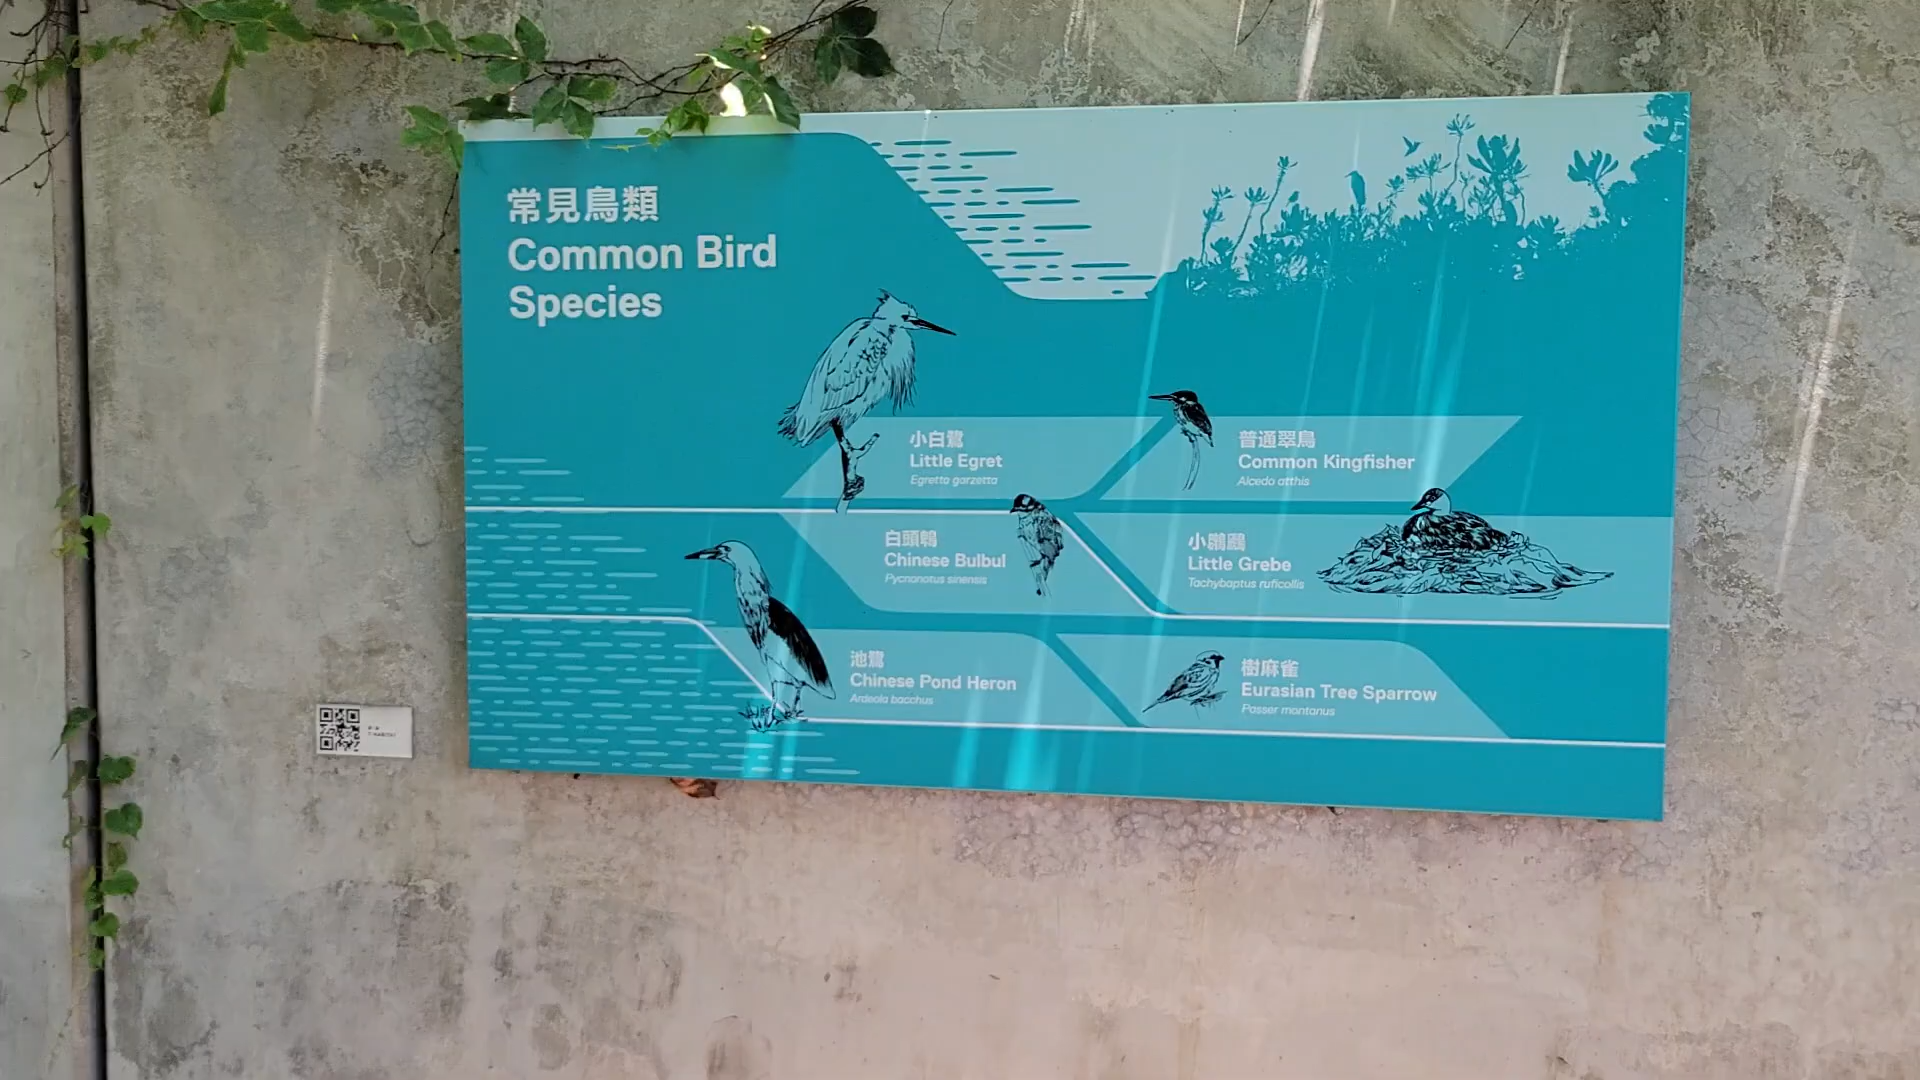 常見鳥類
Common Bird
Species
小白鷺
Little Egret
Egretta garzetta
普通翠鳥
Common Kingfisher
Alcedo atthis
白頭鵯
Chinese Bulbul
Pycnonotus sinensis
小鸊鷉
Little Grebe
Tachybaptus ruficollis
池鷺
Chinese Pond Heron
Ardeola bacchus
樹麻雀
Eurasian Tree Sparrow
Passer montanus